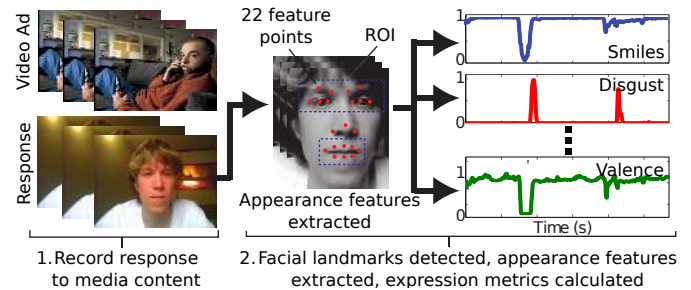 Video Ad
Response
22 feature
points
ROI
Appearance features
extracted
1
0
Smiles
1
0
Disgust
1
0
Valence
Time (s)
1. Record response
to media content
2. Facial landmarks detected, appearance features
extracted, expression metrics calculated